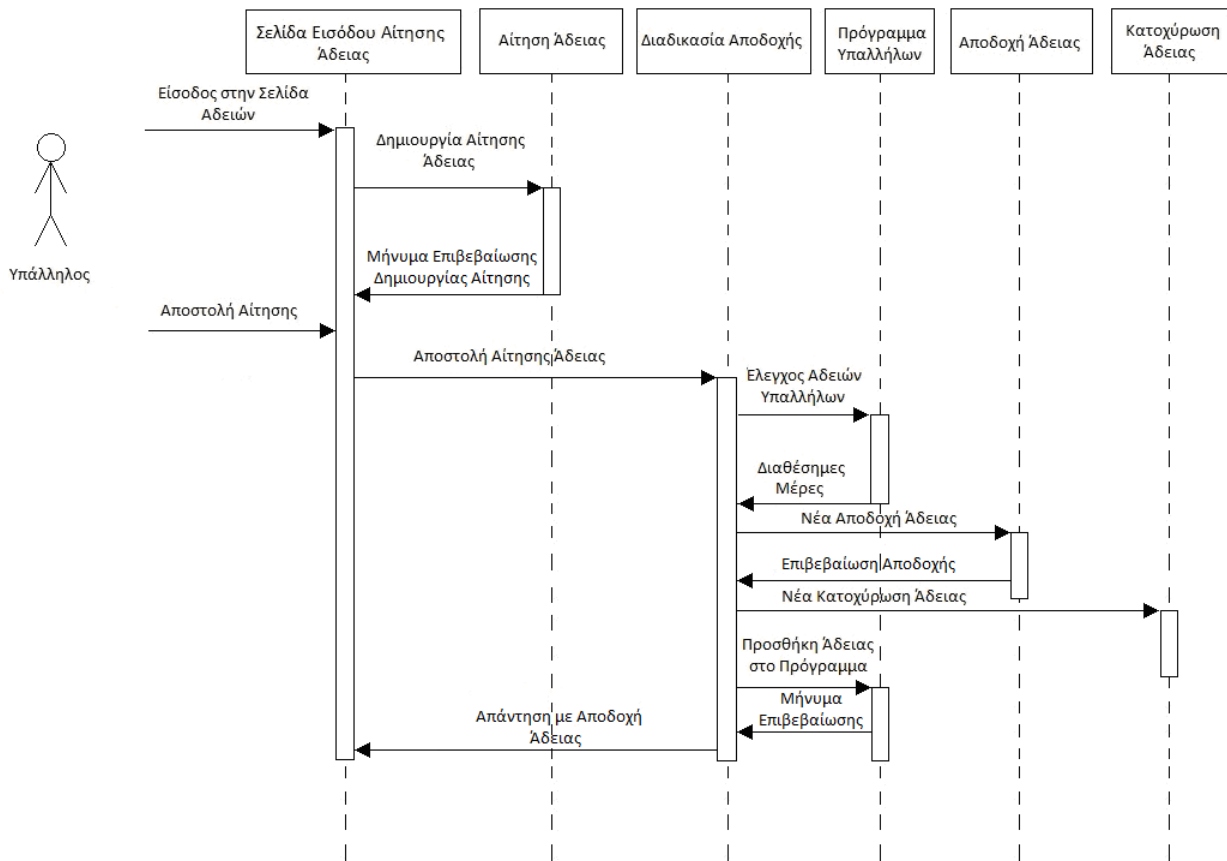 Σελίδα Εισόδου Αίτησης
Άδειας
Αίτηση Άδειας
Διαδικασία Αποδοχής
Πρόγραμμα
Υπαλλήλων
Αποδοχή Άδειας
Κατοχύρωση
Άδειας
Είσοδος στην Σελίδα
Αδειών
Δημιουργία Αίτησης
Άδειας
Μήνυμα Επιβεβαίωσης
Δημιουργίας Αίτησης
Υπάλληλος
Αποστολή Αίτησης
Αποστολή Αίτησης Άδειας
Έλεγχος Αδειών
Υπαλλήλων
Διαθέσημες
Μέρες
Νέα Αποδοχή Άδειας
Επιβεβαίωση Αποδοχής
Νέα Κατοχύρωση Άδειας
Προσθήκη Άδειας
στο Πρόγραμμα
Μήνυμα
Επιβεβαίωσης
Απάντηση με Αποδοχή
Άδειας